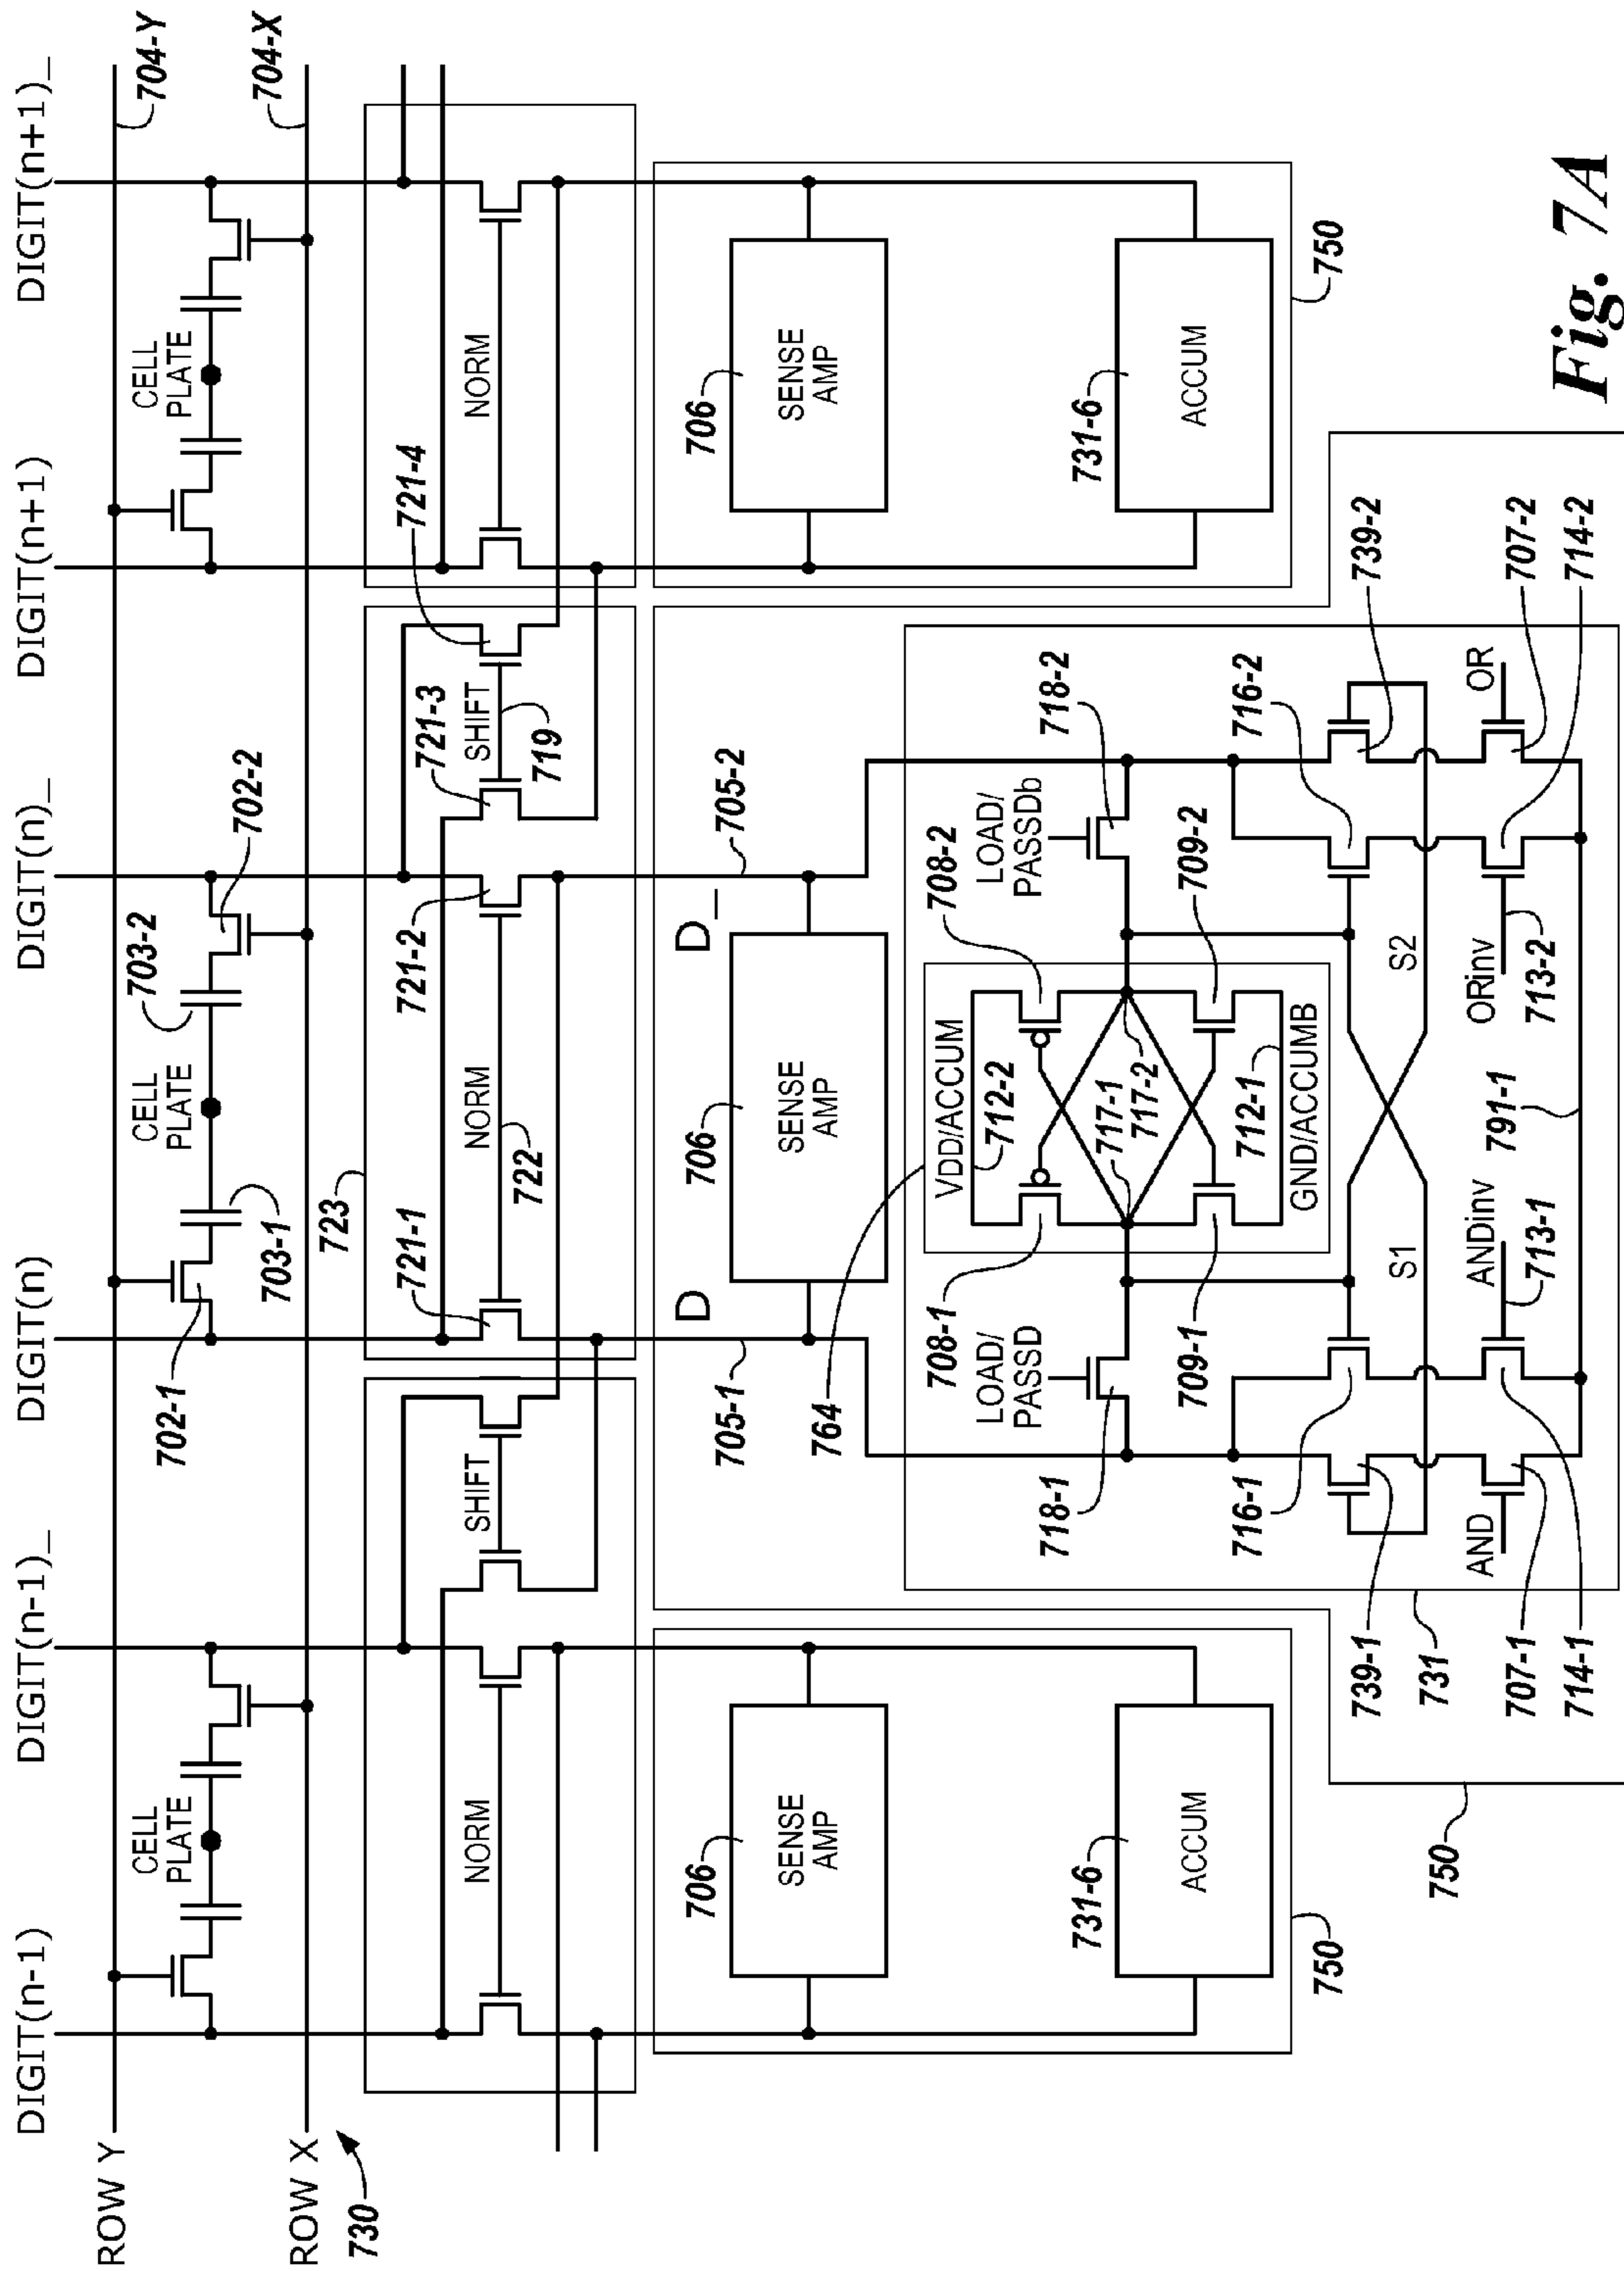 DIGIT(n-1)
DIGIT(n-1)_
DIGIT(n)
DIGIT(n)_
DIGIT(n+1)
DIGIT(n+1)_
ROW Y
704-Y
CELL
PLATE
702-1
CELL
PLATE
703-2
702-2
CELL
PLATE
703-1
ROW X
704-X
730
723
721-1
721-2
721-3
721-4
NORM
SHIFT
NORM
722
SHIFT
719
NORM
705-1
D
D_
705-2
706
706
706
SENSE
AMP
SENSE
AMP
SENSE
AMP
764
708-1
708-2
VDD/ACCUM
712-2
LOAD/
PASSD
LOAD/
PASSDb
718-1
718-2
717-1
717-2
731-6
731-6
ACCUM
ACCUM
709-1
709-2
712-1
GND/ACCUMB
716-1
716-2
750
750
739-1
739-2
S1
S2
731
750
AND
ANDinv
ORinv
OR
707-1
713-1
791-1
713-2
707-2
714-1
714-2
Fig. 7A